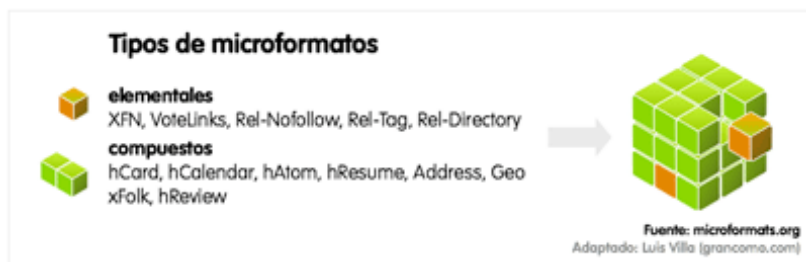 Tipos de microformatos
elementales
XFN, VoteLinks, Rel-Nofollow, Rel-Tag, Rel-Directory
compuestos
hCard, hCalendar, hAtom, hResume, Address, Geo
xFolk, hReview
Fuente: microformats.org
Adaptado: Luis Villa (grancomo.com)